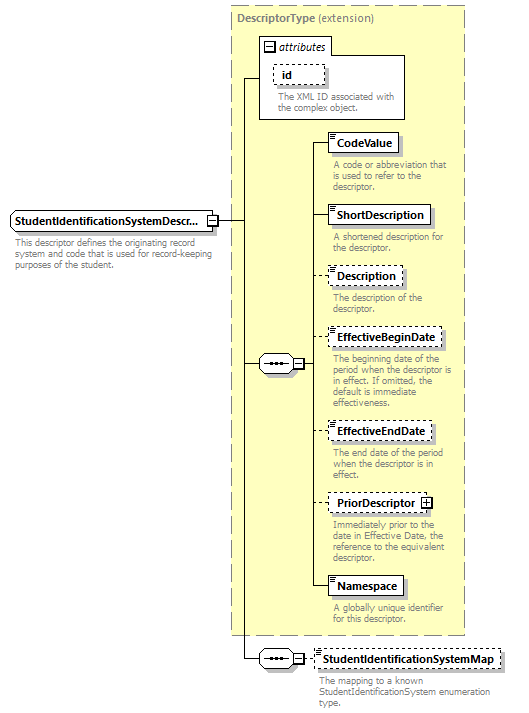 DescriptorType (extension)
attributes
id
The XML ID associated with
the complex object.
CodeValue
A code or abbreviation that
is used to refer to the
descriptor.
StudentIdentificationSystemDescr...
This descriptor defines the originating record
system and code that is used for record-keeping
purposes of the student.
ShortDescription
A shortened description for
the descriptor.
Description
The description of the
descriptor.
EffectiveBeginDate
The beginning date of the
period when the descriptor is
in effect. If omitted, the
default is immediate
effectiveness.
EffectiveEndDate
The end date of the period
when the descriptor is in
effect.
PriorDescriptor
Immediately prior to the
date in Effective Date, the
reference to the equivalent
descriptor.
Namespace
A globally unique identifier
for this descriptor.
StudentIdentificationSystemMap
The mapping to a known
StudentIdentificationSystem enumeration
type.